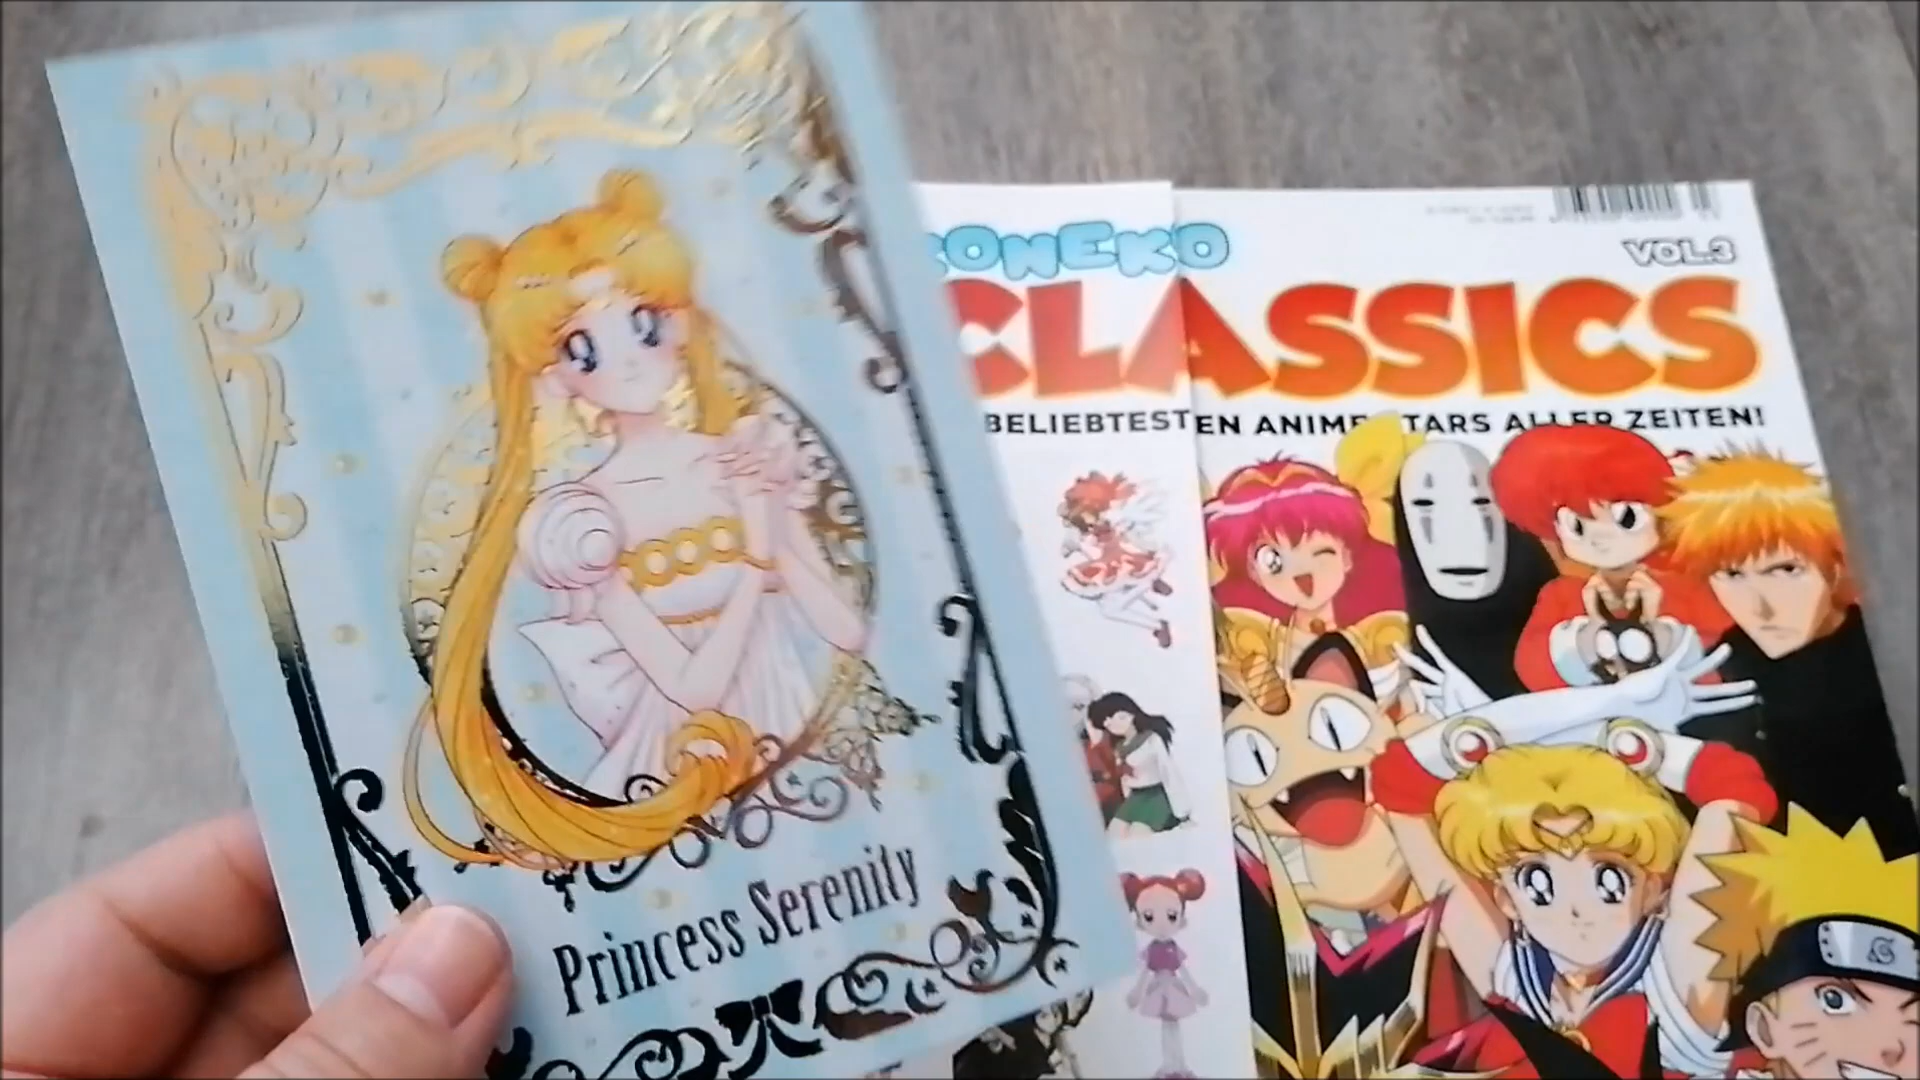 Princess Serenity
ONEKO
CLASSICS
VOL.3
BELIEBTESTEN ANIME STARS ALLER ZEITEN!